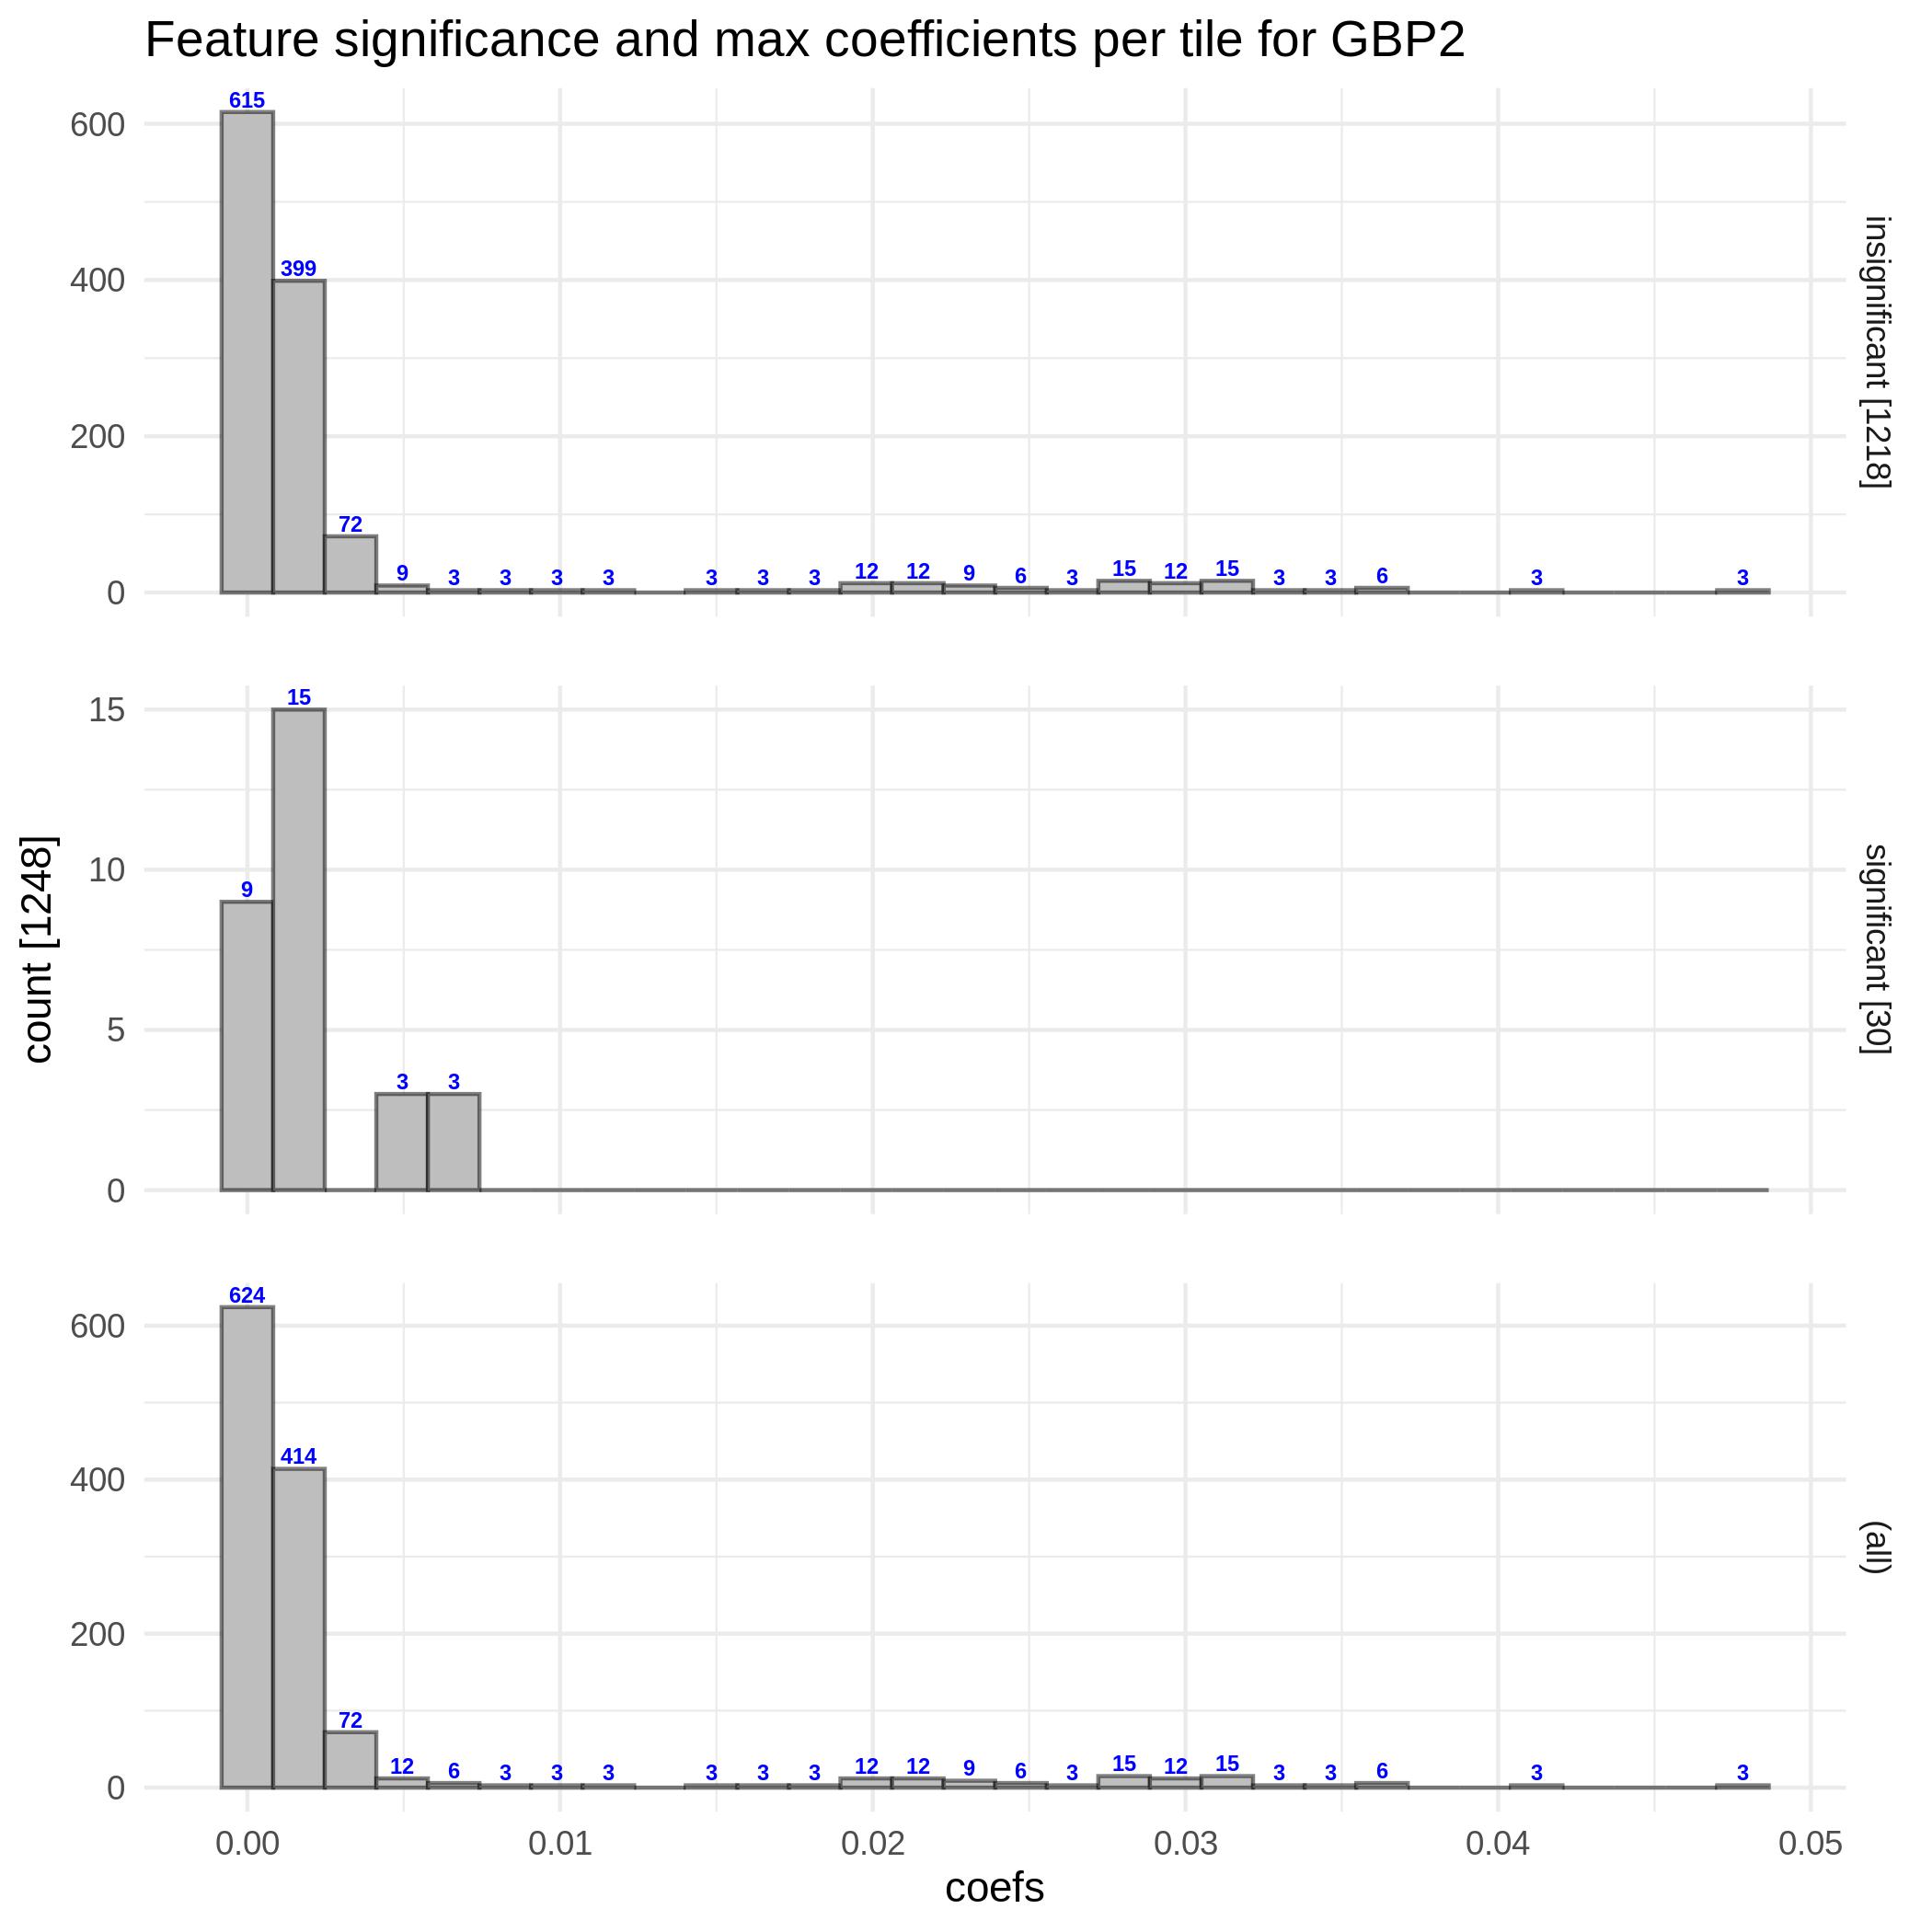 Feature significance and max coefficients per tile for GBP2
615
600
399
400
insignificant [1218]
200
72
9 3 3 3 3 3 3 3 12 12 9 6 3 15 12 15 3 3 6 3 3
0
15
15
10
9
significant [30]
count [1248]
5
3 3
0
624
600
414
400
(all)
200
72
12 6 3 3 3 3 3 3 12 12 9 6 3 15 12 15 3 3 6 3 3
0
0.00 0.01 0.02 0.03 0.04 0.05
coefs